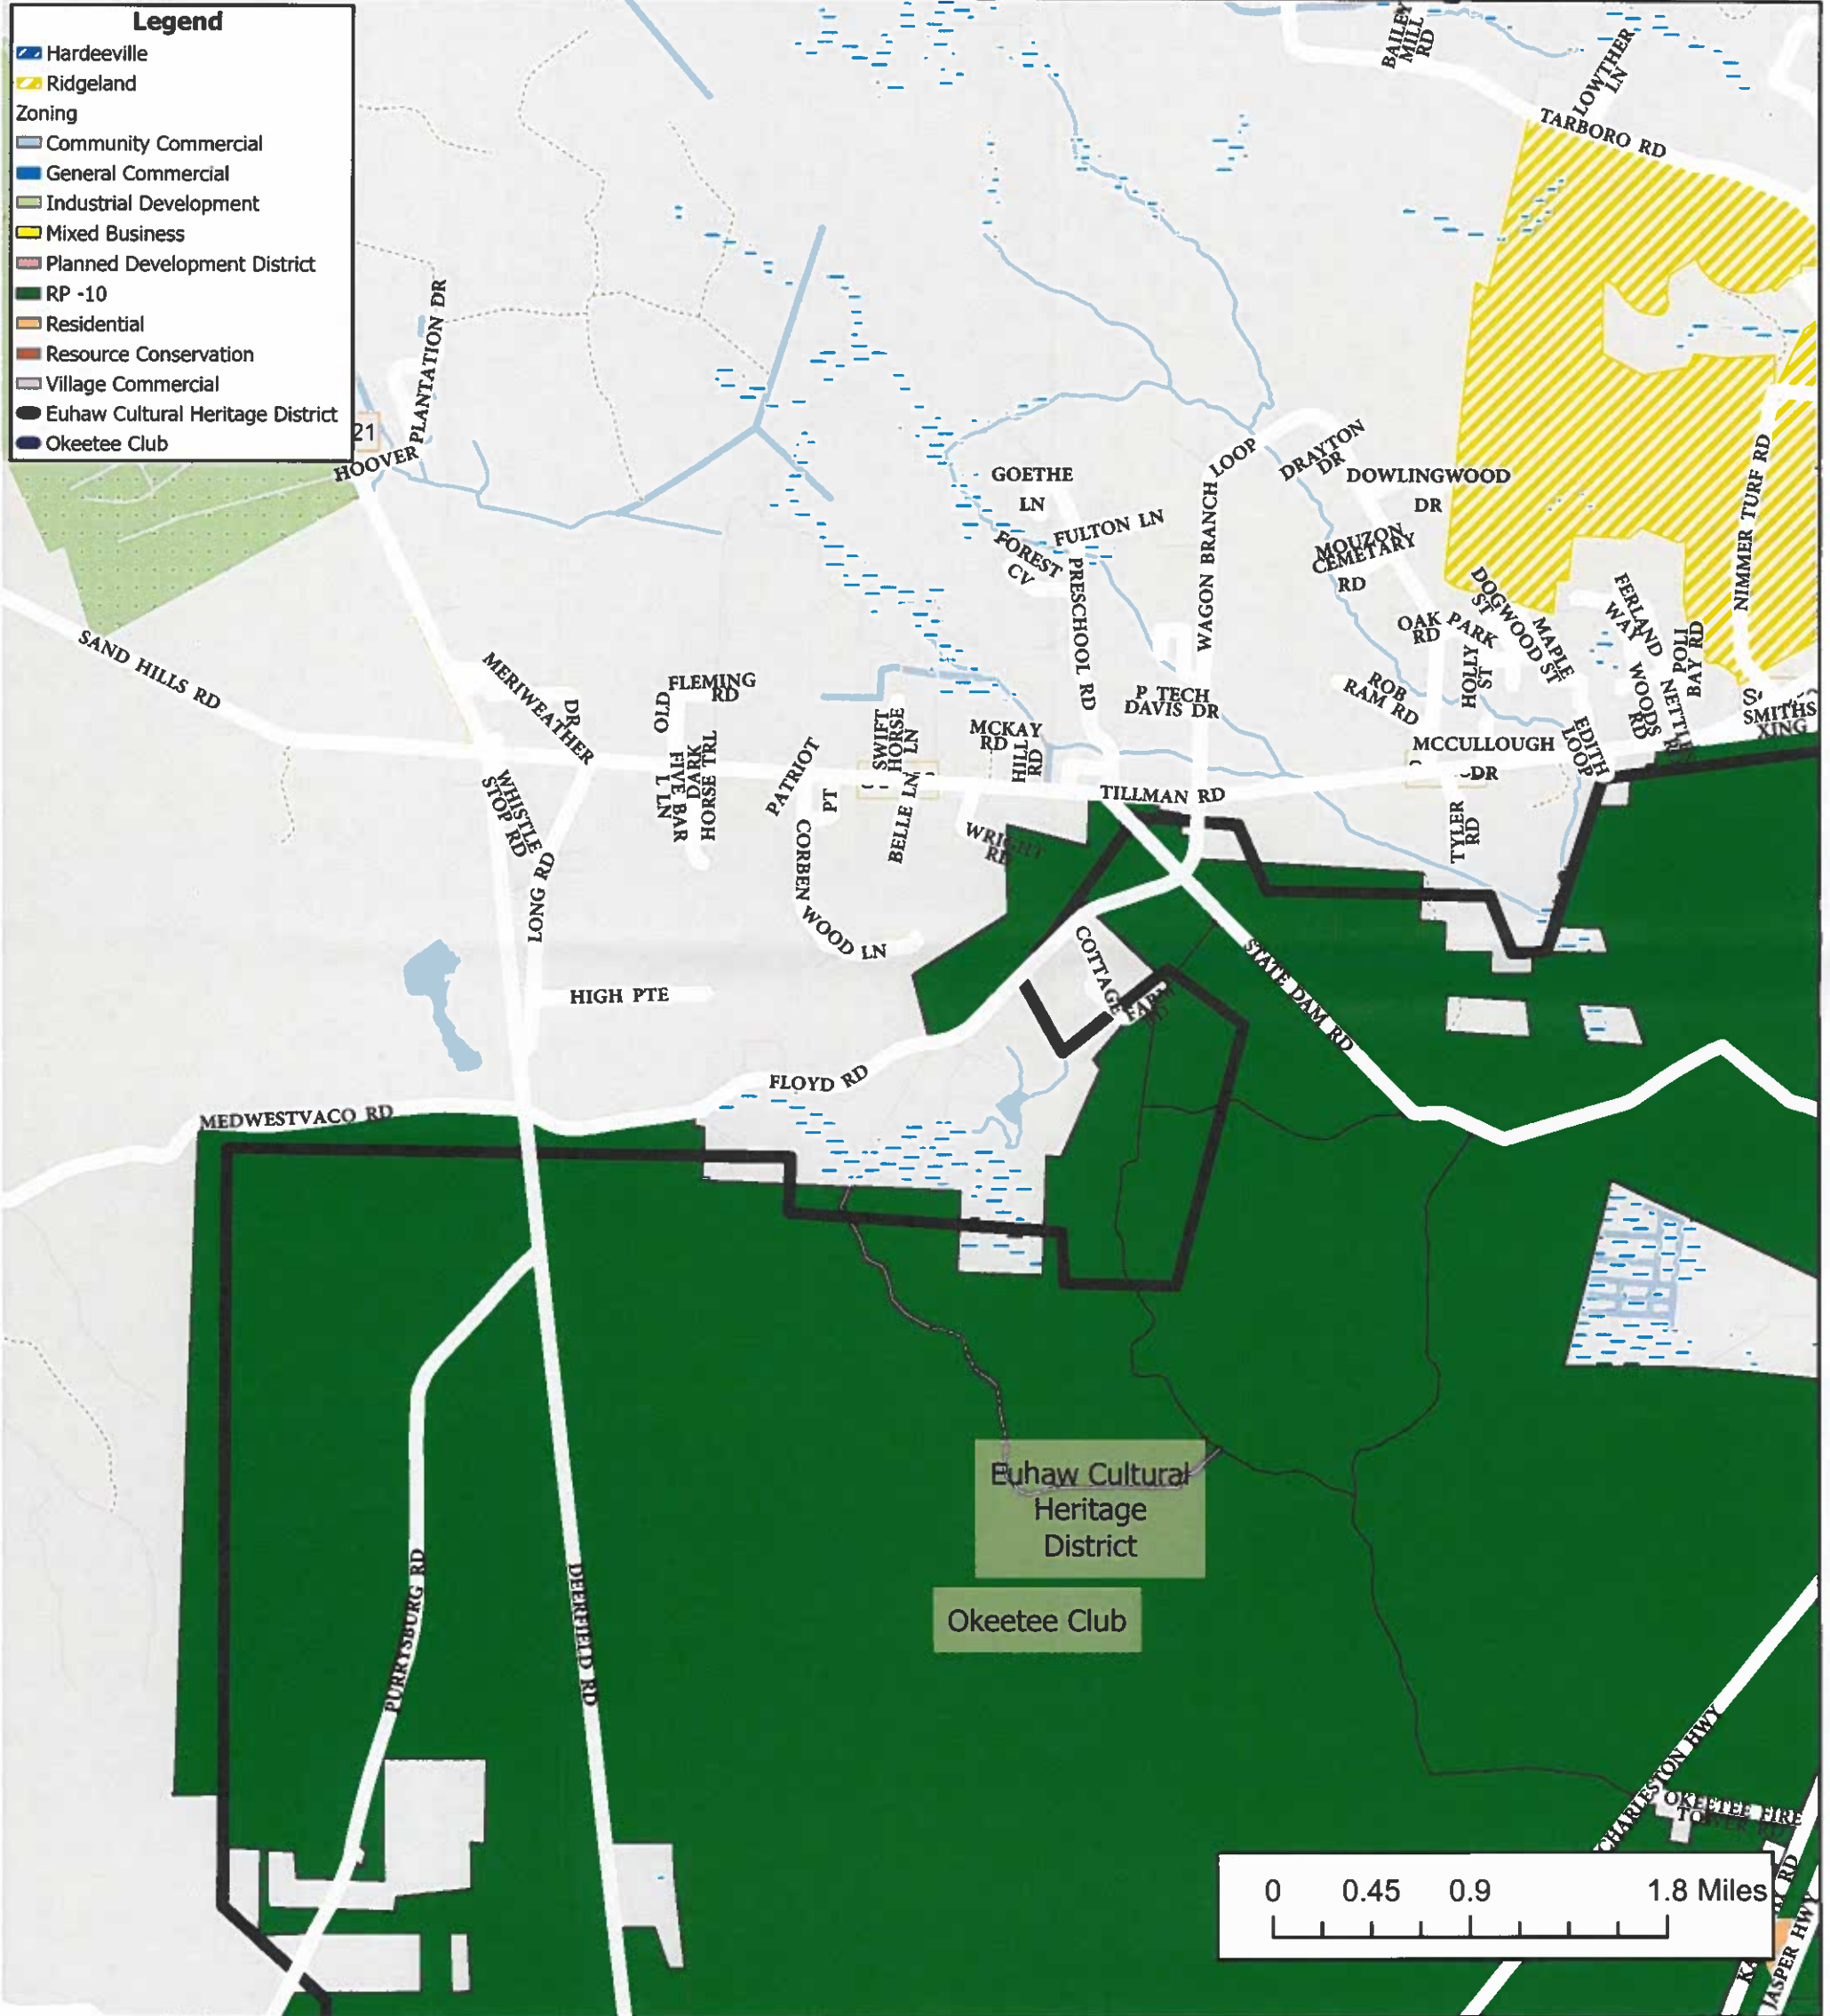 Legend
Hardeeville
Ridgeland
Zoning
Community Commercial
General Commercial
Industrial Development
Mixed Business
Planned Development District
RP -10
Residential
Resource Conservation
Village Commercial
Euhaw Cultural Heritage District
Okeetee Club
BAILEY
MILL
RD
LOWTHER
LN
TARBORO RD
PLANTATION DR
21
HOOVER
GOETHE
LN
FULTON LN
FOREST
CV
PRESCHOOL RD
WAGON BRANCH LOOP
DRAYTON
DR
DOWLINGWOOD
DR
MOUZON
CEMETARY
RD
NIMMER TURF RD
DOGWOOD ST
MAPLE
ST
OAK PARK
RD
HOLLY
ST
FERLAND
WAY
POLI
BAY RD
WOODS
RD
NETTLE
SMITHS
XING
SAND HILLS RD
MERIWEATHER
DR
OLD
FLEMING
RD
FIVE BAR
L LN
DARK
HORSE TRL
PATRIOT
PT
SWIFT
HORSE
LN
BELLE LN
MCKAY
RD
HILL
RD
P TECH
DAVIS DR
ROB
RAM RD
MCCULLOUGH
DR
EDITH
LOOP
TILLMAN RD
TYLER
RD
WHISTLE
STOP RD
LONG RD
CORBEN WOOD LN
WRIGHT
RD
COTTAGE
FARM
STATE DAM RD
HIGH PTE
FLOYD RD
MEDWESTVACO RD
Euhaw Cultural
Heritage
District
Okeetee Club
PURRYSBURG RD
DEERFIELD RD
CHARLESTON HWY
OKEETEE FIRE
TOWER RD
0 0.45 0.9 1.8 Miles
RD
JASPER HWY